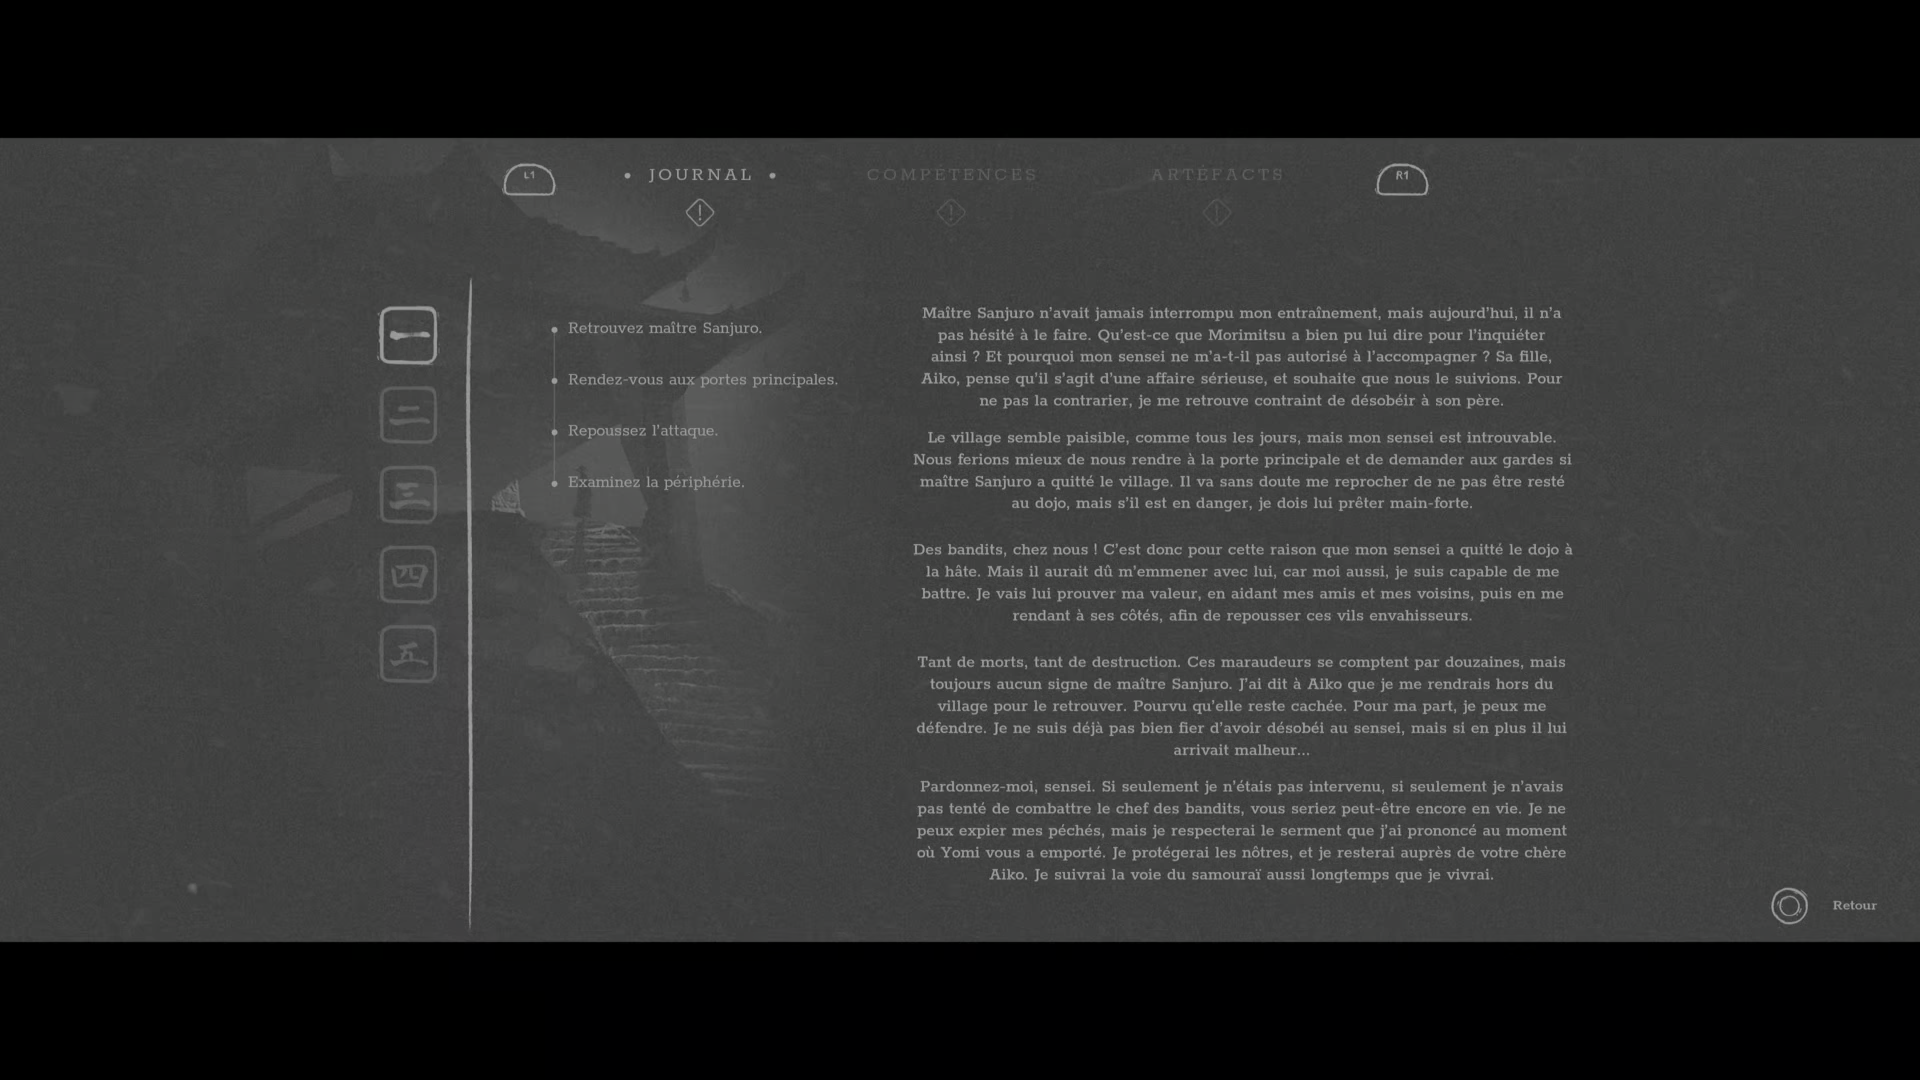 L1
• JOURNAL •
COMPÉTENCES
ARTÉFACTS
R1
一
二
三
四
五
Retrouvez maître Sanjuro.
Rendez-vous aux portes principales.
Repoussez l'attaque.
Examinez la périphérie.
Maître Sanjuro n'avait jamais interrompu mon entraînement, mais aujourd'hui, il n'a
pas hésité à le faire. Qu'est-ce que Morimitsu a bien pu lui dire pour l'inquiéter
ainsi ? Et pourquoi mon sensei ne m'a-t-il pas autorisé à l'accompagner ? Sa fille,
Aiko, pense qu'il s'agit d'une affaire sérieuse, et souhaite que nous le suivions. Pour
ne pas la contrarier, je me retrouve contraint de désobéir à son père.
Le village semble paisible, comme tous les jours, mais mon sensei est introuvable.
Nous ferions mieux de nous rendre à la porte principale et de demander aux gardes si
maître Sanjuro a quitté le village. Il va sans doute me reprocher de ne pas être resté
au dojo, mais s'il est en danger, je dois lui prêter main-forte.
Des bandits, chez nous ! C'est donc pour cette raison que mon sensei a quitté le dojo à
la hâte. Mais il aurait dû m'emmener avec lui, car moi aussi, je suis capable de me
battre. Je vais lui prouver ma valeur, en aidant mes amis et mes voisins, puis en me
rendant à ses côtés, afin de repousser ces vils envahisseurs.
Tant de morts, tant de destruction. Ces maraudeurs se comptent par douzaines, mais
toujours aucun signe de maître Sanjuro. J'ai dit à Aiko que je me rendrais hors du
village pour le retrouver. Pourvu qu'elle reste cachée. Pour ma part, je peux me
défendre. Je ne suis déjà pas bien fier d'avoir désobéi au sensei, mais si en plus il lui
arrivait malheur...
Pardonnez-moi, sensei. Si seulement je n'étais pas intervenu, si seulement je n'avais
pas tenté de combattre le chef des bandits, vous seriez peut-être encore en vie. Je ne
peux expier mes péchés, mais je respecterai le serment que j'ai prononcé au moment
où Yomi vous a emporté. Je protégerai les nôtres, et je resterai auprès de votre chère
Aiko. Je suivrai la voie du samouraï aussi longtemps que je vivrai.
Retour